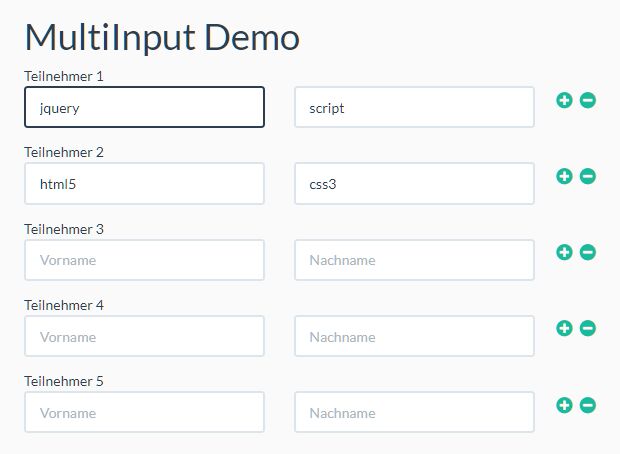 MultiInput Demo
Teilnehmer 1
jquery script
Teilnehmer 2
html5 css3
Teilnehmer 3
Vorname Nachname
Teilnehmer 4
Vorname Nachname
Teilnehmer 5
Vorname Nachname